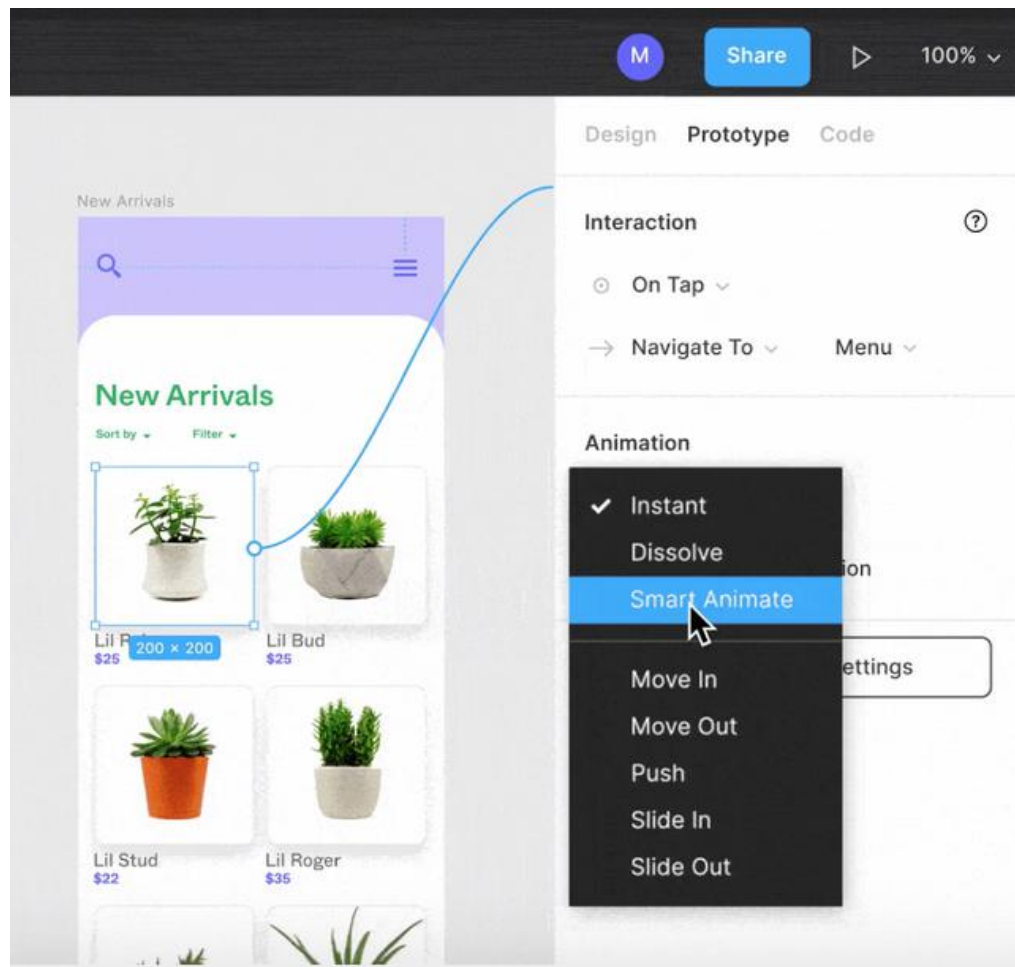 M Share 100%
Design Prototype Code
New Arrivals
Interaction
On Tap
Navigate To Menu
New Arrivals
Sort by Filter
Animation
Instant
Dissolve
ion
Smart Animate
Lil
Lil Bud
200 × 200
$25
$25
ettings
Move In
Move Out
Push
Slide In
Slide Out
Lil Stud
Lil Roger
$22
$35